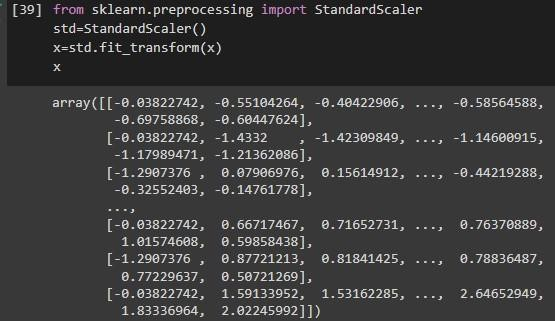 [39] from sklearn.preprocessing import StandardScaler
std=StandardScaler()
x=std.fit_transform(x)
x
array([[-0.03822742, -0.55104264, -0.40422906, ..., -0.58564588,
-0.69758868, -0.60447624],
[-0.03822742, -1.4332    , -1.42309849, ..., -1.14600915,
-1.17989471, -1.21362086],
[-1.2907376 ,  0.07906976,  0.15614912, ..., -0.44219288,
-0.32552403, -0.14761778],
...,
[-0.03822742,  0.66717467,  0.71652731, ...,  0.76370889,
1.01574608,  0.59858438],
[-1.2907376 ,  0.87721213,  0.81841425, ...,  0.78836487,
0.77229637,  0.50721269],
[-0.03822742,  1.59133952,  1.53162285, ...,  2.64652949,
1.83336964,  2.02245992]])